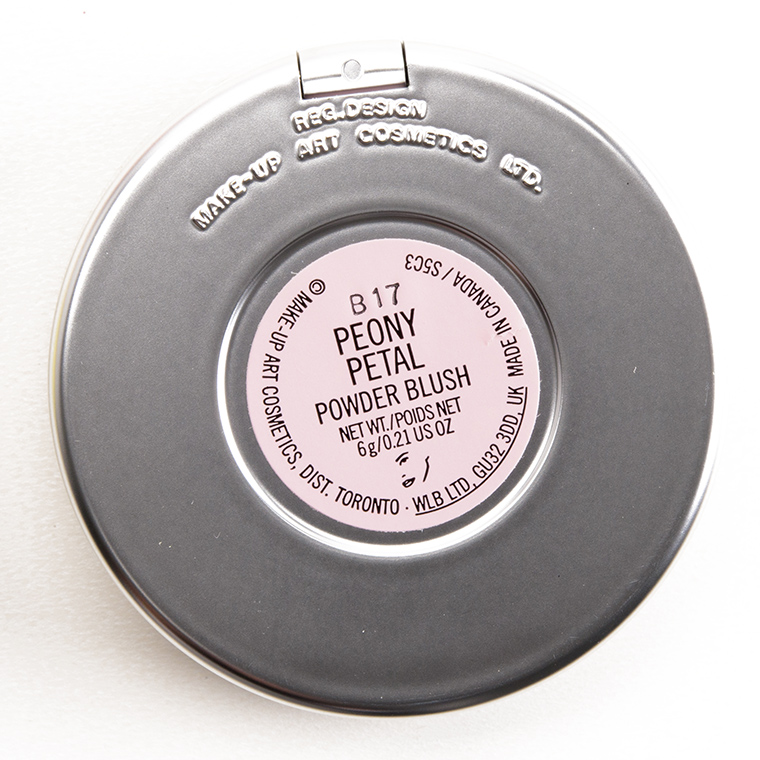 REG.DESIGN
MAKE-UP ART COSMETICS LTD.
B17
PEONY
PETAL
POWDER BLUSH
NET WT./POIDS NET
6g/0.21 US OZ
© MAKE-UP ART COSMETICS, DIST. TORONTO · WLB LTD, GU32 3DD, UK MADE IN CANADA / S5C3